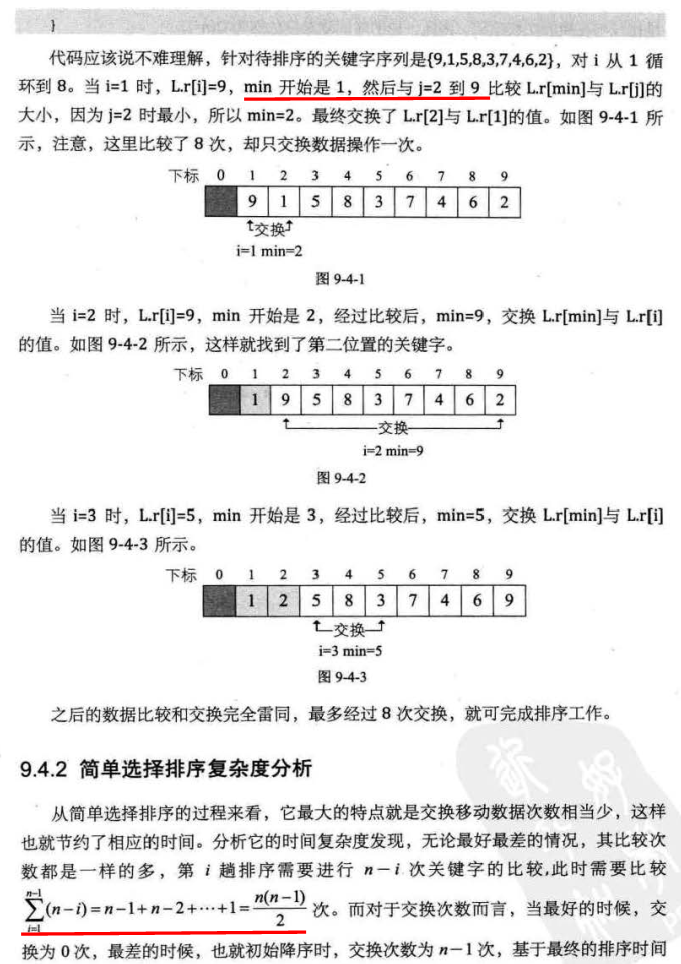 }
代码应该说不难理解，针对待排序的关键字序列是{9,1,5,8,3,7,4,6,2}，对 i 从 1 循
环到 8。当 i=1 时，L.r[i]=9，min 开始是 1，然后与 j=2 到 9 比较 L.r[min]与 L.r[j]的
大小，因为 j=2 时最小，所以 min=2。最终交换了 L.r[2]与 L.r[1]的值。如图 9-4-1 所
示，注意，这里比较了 8 次，却只交换数据操作一次。
下标 0 1 2 3 4 5 6 7 8 9
9 1 5 8 3 7 4 6 2
交换
i=1 min=2
图 9-4-1
当 i=2 时，L.r[i]=9，min 开始是 2，经过比较后，min=9，交换 L.r[min]与 L.r[i]
的值。如图 9-4-2 所示，这样就找到了第二位置的关键字。
下标 0 1 2 3 4 5 6 7 8 9
1 9 5 8 3 7 4 6 2
交换
i=2 min=9
图 9-4-2
当 i=3 时，L.r[i]=5，min 开始是 3，经过比较后，min=5，交换 L.r[min]与 L.r[i]
的值。如图 9-4-3 所示。
下标 0 1 2 3 4 5 6 7 8 9
1 2 5 8 3 7 4 6 9
交换
i=3 min=5
图 9-4-3
之后的数据比较和交换完全雷同，最多经过 8 次交换，就可完成排序工作。
9.4.2 简单选择排序复杂度分析
从简单选择排序的过程来看，它最大的特点就是交换移动数据次数相当少，这样
也就节约了相应的时间。分析它的时间复杂度发现，无论最好最差的情况，其比较次
数都是一样的多，第 i 趟排序需要进行 n－i 次关键字的比较,此时需要比较
∑_{i=1}^{n-1}(n-i)=n-1+n-2+⋯+1=n(n-1)/2 次。而对于交换次数而言，当最好的时候，交
换为 0 次，最差的时候，也就初始降序时，交换次数为 n－1 次，基于最终的排序时间